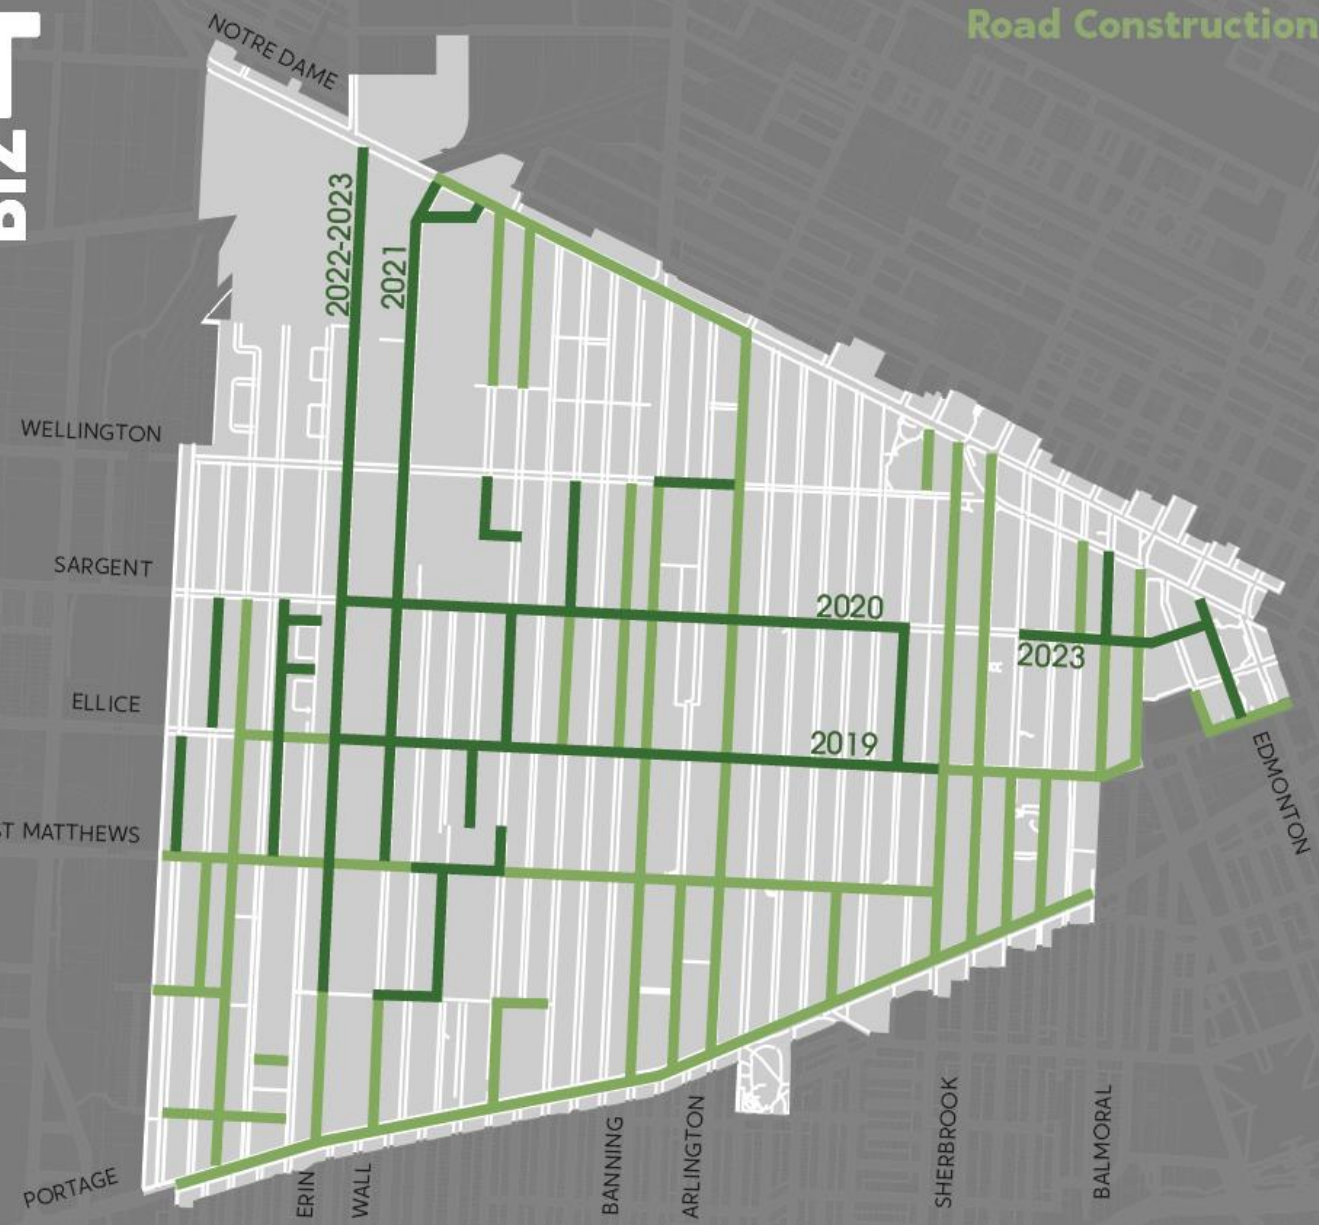 Road Construction
BIZ
NOTRE DAME
2022-2023
2021
WELLINGTON
SARGENT
2020
2023
ELLICE
2019
EDMONTON
ST MATTHEWS
PORTAGE
ERIN
WALL
BANNING
ARLINGTON
SHERBROOK
BALMORAL